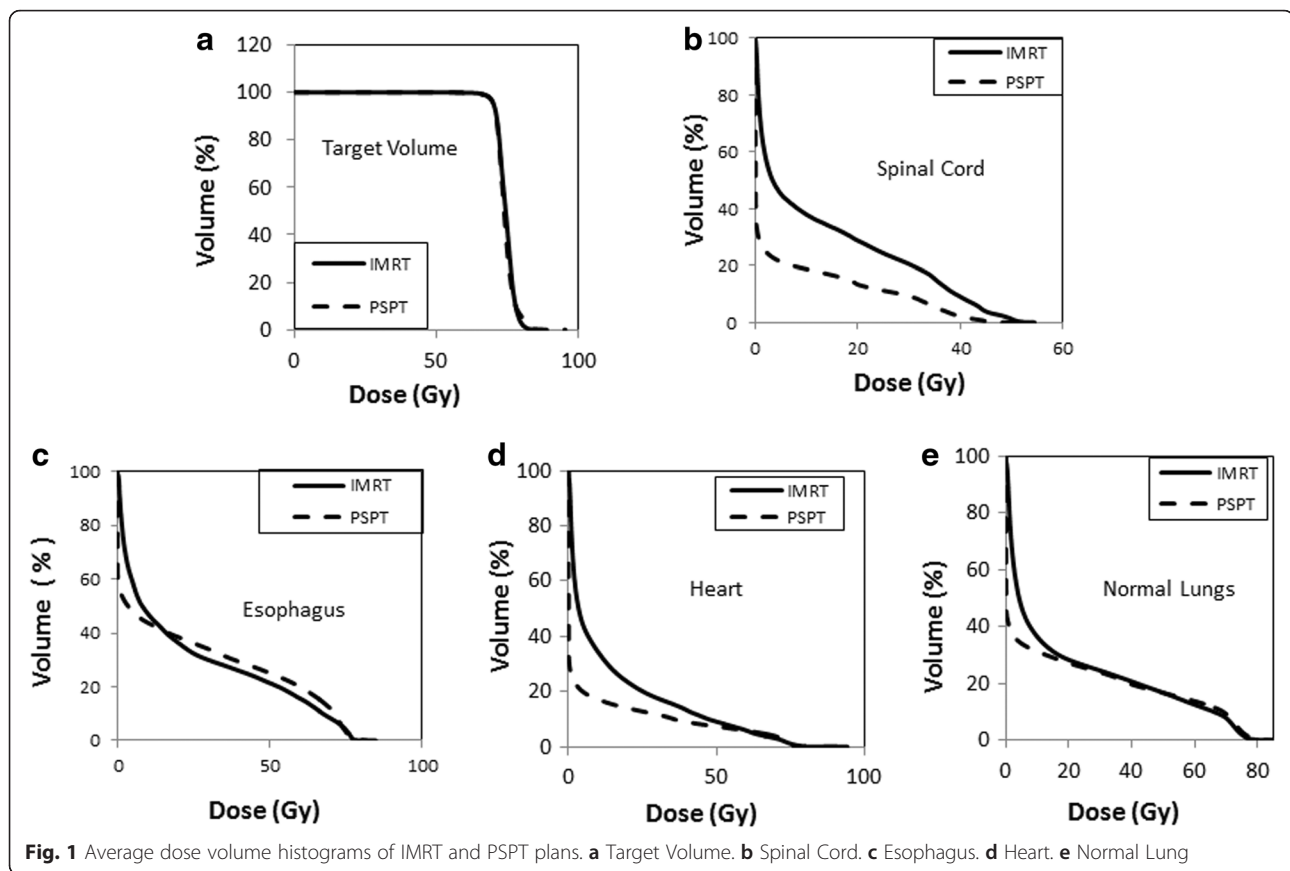 a
120
100
80
60
40
20
0
Volume (%)
Target Volume
IMRT
PSPT
0 50 100
Dose (Gy)
b
100
80
60
40
20
0
Volume (%)
IMRT
PSPT
Spinal Cord
0 20 40 60
Dose (Gy)
c
100
80
60
40
20
0
Volume ( % )
IMRT
PSPT
Esophagus
0 50 100
Dose (Gy)
d
100
80
60
40
20
0
Volume (%)
IMRT
PSPT
Heart
0 50 100
Dose (Gy)
e
100
80
60
40
20
0
Volume (%)
IMRT
PSPT
Normal Lungs
0 20 40 60 80
Dose (Gy)
Fig. 1 Average dose volume histograms of IMRT and PSPT plans. a Target Volume. b Spinal Cord. c Esophagus. d Heart. e Normal Lung